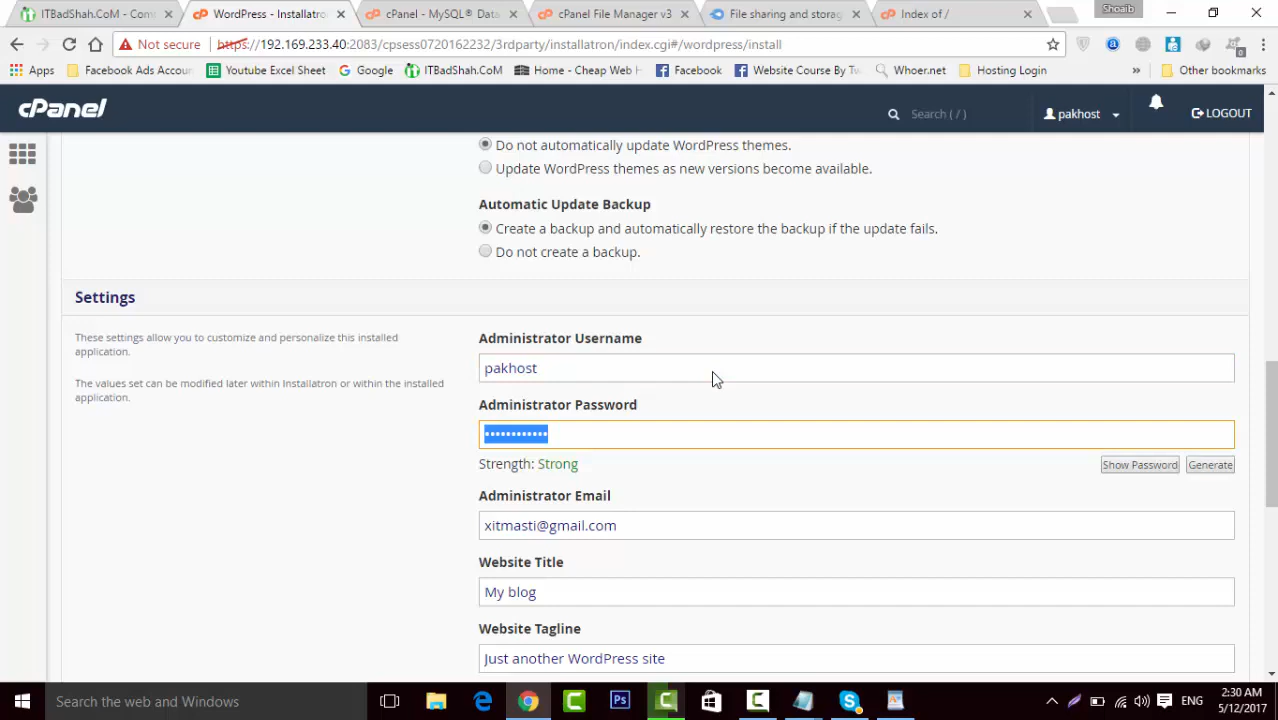 ITBadShah.CoM - Com
WordPress - Installatro
cPanel - MySQL® Data
cPanel File Manager v3
File sharing and storag
Index of /
Shoaib
Not secure https://192.169.233.40:2083/cpsess0720162232/3rdparty/installatron/index.cgi#/wordpress/install
Apps Facebook Ads Accoun Youtube Excel Sheet Google ITBadShah.CoM Home - Cheap Web H Facebook Website Course By Tw Whoer.net Hosting Login » Other bookmarks
cPanel Search ( / ) pakhost LOGOUT
Do not automatically update WordPress themes.
Update WordPress themes as new versions become available.
Automatic Update Backup
Create a backup and automatically restore the backup if the update fails.
Do not create a backup.
Settings
These settings allow you to customize and personalize this installed
application.
The values set can be modified later within Installatron or within the installed
application.
Administrator Username
pakhost
Administrator Password
••••••••••••
Strength: Strong Show Password Generate
Administrator Email
xitmasti@gmail.com
Website Title
My blog
Website Tagline
Just another WordPress site
Search the web and Windows
Ps
ENG
2:30 AM
5/12/2017